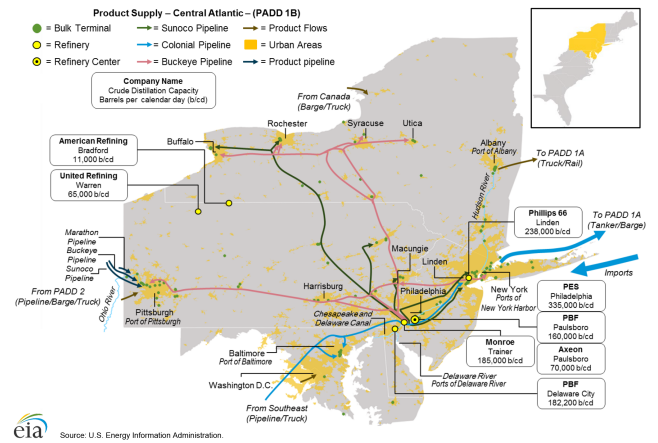 Product Supply – Central Atlantic – (PADD 1B)
= Bulk Terminal
= Sunoco Pipeline
= Product Flows
= Refinery
= Colonial Pipeline
= Urban Areas
= Refinery Center
= Buckeye Pipeline
= Product pipeline
Company Name
Crude Distillation Capacity
Barrels per calendar day (b/cd)
From Canada
(Barge/Truck)
Rochester
Syracuse
Utica
Buffalo
American Refining
Bradford
11,000 b/cd
Albany
Port of Albany
To PADD 1A
(Truck/Rail)
United Refining
Warren
65,000 b/cd
Hudson River
Phillips 66
Linden
238,000 b/cd
To PADD 1A
(Tanker/Barge)
Marathon
Pipeline
Buckeye
Pipeline
Sunoco
Pipeline
Macungie
Linden
Imports
From PADD 2
(Pipeline/Barge/Truck)
Ohio River
Harrisburg
Philadelphia
New York
Ports of
New York Harbor
PES
Philadelphia
335,000 b/cd
Pittsburgh
Port of Pittsburgh
Chesapeake and
Delaware Canal
PBF
Paulsboro
160,000 b/cd
Monroe
Trainer
185,000 b/cd
Axeon
Paulsboro
70,000 b/cd
Baltimore
Port of Baltimore
Washington D.C.
Delaware River
Ports of Delaware River
PBF
Delaware City
182,200 b/cd
From Southeast
(Pipeline/Truck)
eia
Source: U.S. Energy Information Administration.